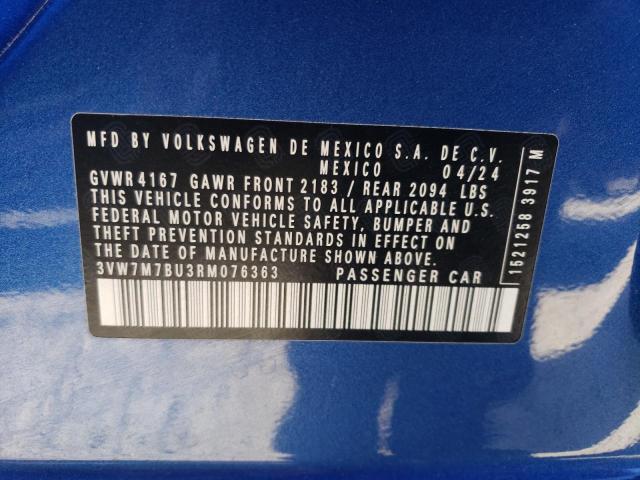 MFD BY VOLKSWAGEN DE MEXICO S.A. DE C.V.
MEXICO 04/24
GVWR 4167 GAWR FRONT 2183 / REAR 2094 LBS
THIS VEHICLE CONFORMS TO ALL APPLICABLE U.S.
FEDERAL MOTOR VEHICLE SAFETY, BUMPER AND
THEFT PREVENTION STANDARDS IN EFFECT ON
THE DATE OF MANUFACTURE SHOWN ABOVE.
3VW7M7BU3RM076363 PASSENGER CAR
1521258 3917 M